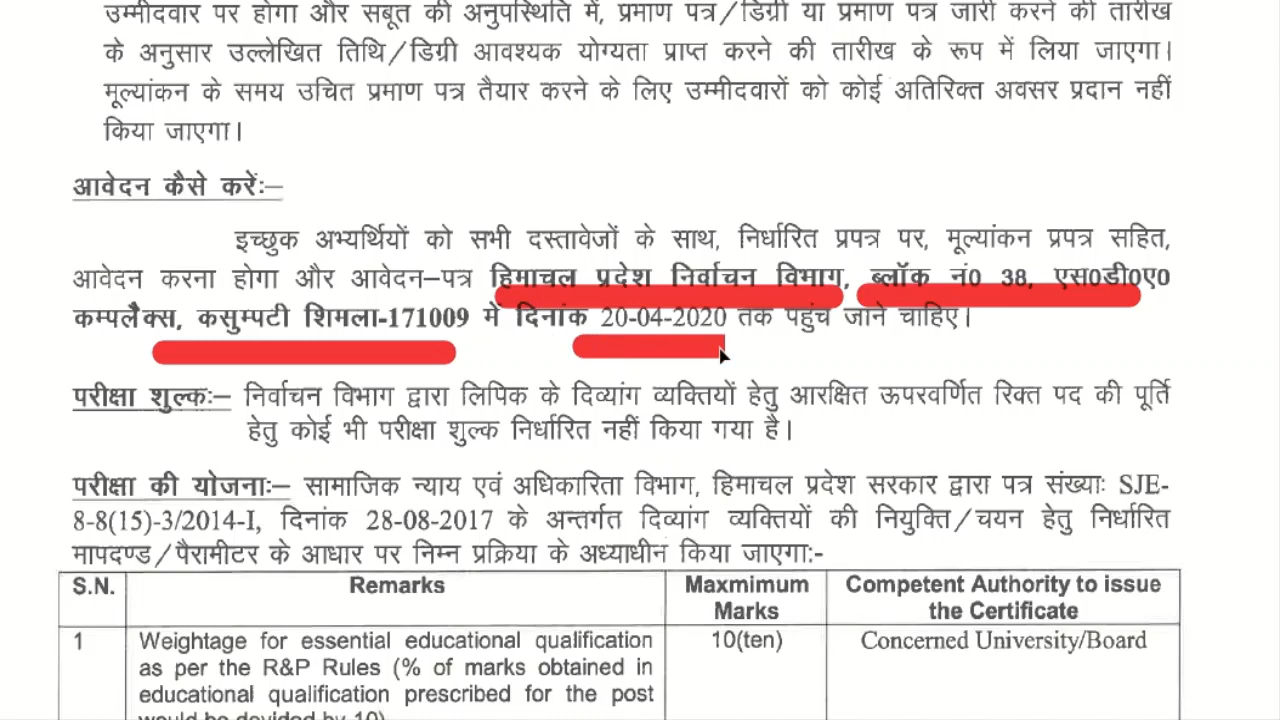 उम्मीदवार पर होगा और सबूत की अनुपस्थिति में, प्रमाण पत्र/डिग्री या प्रमाण पत्र जारी करने की तारीख
के अनुसार उल्लेखित तिथि/डिग्री आवश्यक योग्यता प्राप्त करने की तारीख के रूप में लिया जाएगा।
मूल्यांकन के समय उचित प्रमाण पत्र तैयार करने के लिए उम्मीदवारों को कोई अतिरिक्त अवसर प्रदान नहीं
किया जाएगा।
आवेदन कैसे करेंः–
इच्छुक अभ्यर्थियों को सभी दस्तावेजों के साथ, निर्धारित प्रपत्र पर, मूल्यांकन प्रपत्र सहित,
आवेदन करना होगा और आवेदन–पत्र हिमाचल प्रदेश निर्वाचन विभाग, ब्लॉक नं0 38, एस0डी0ए0
कम्पलैक्स, कसुम्पटी शिमला-171009 में दिनांक 20-04-2020 तक पहुंच जाने चाहिए।
परीक्षा शुल्कः– निर्वाचन विभाग द्वारा लिपिक के दिव्यांग व्यक्तियों हेतु आरक्षित ऊपरवर्णित रिक्त पद की पूर्ति
हेतु कोई भी परीक्षा शुल्क निर्धारित नहीं किया गया है।
परीक्षा की योजनाः– सामाजिक न्याय एवं अधिकारिता विभाग, हिमाचल प्रदेश सरकार द्वारा पत्र संख्याः SJE-
8-8(15)-3/2014-I, दिनांक 28-08-2017 के अन्तर्गत दिव्यांग व्यक्तियों की नियुक्ति/चयन हेतु निर्धारित
मापदण्ड/पैरामीटर के आधार पर निम्न प्रक्रिया के अध्याधीन किया जाएगाः-
S.N. Remarks Maxmimum Marks Competent Authority to issue the Certificate
1 Weightage for essential educational qualification 10(ten) Concerned University/Board
as per the R&P Rules (% of marks obtained in
educational qualification prescribed for the post
would be devided by 10)